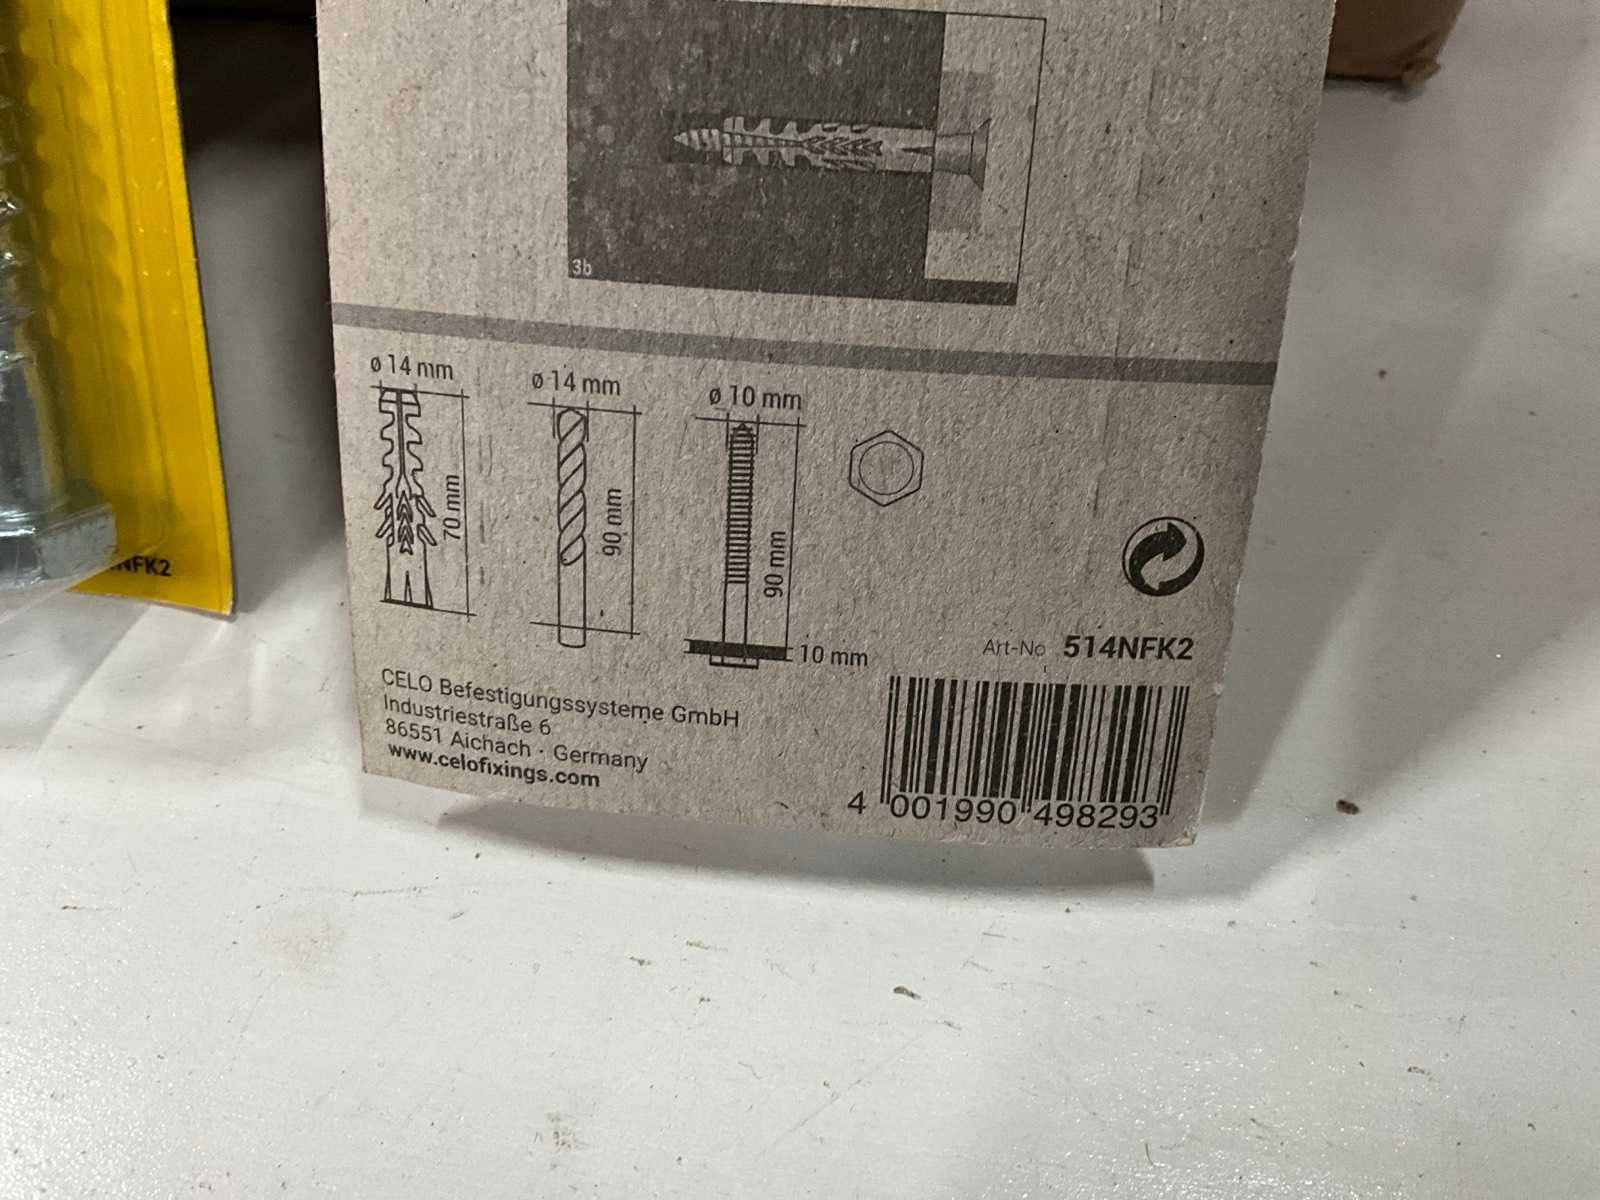 3b
ø 14 mm
70 mm
ø 14 mm
90 mm
ø 10 mm
90 mm
10 mm
NFK2
Art-No 514NFK2
CELO Befestigungssysteme GmbH
Industriestraße 6
86551 Aichach · Germany
www.celofixings.com
4 001990 498293